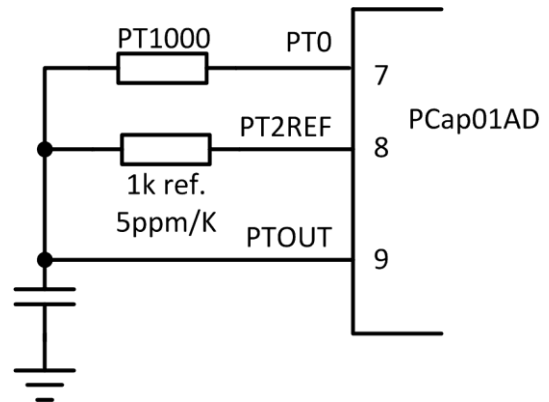 PT1000
PT0
7
PCap01AD
PT2REF
8
1k ref.
5ppm/K
PTOUT
9